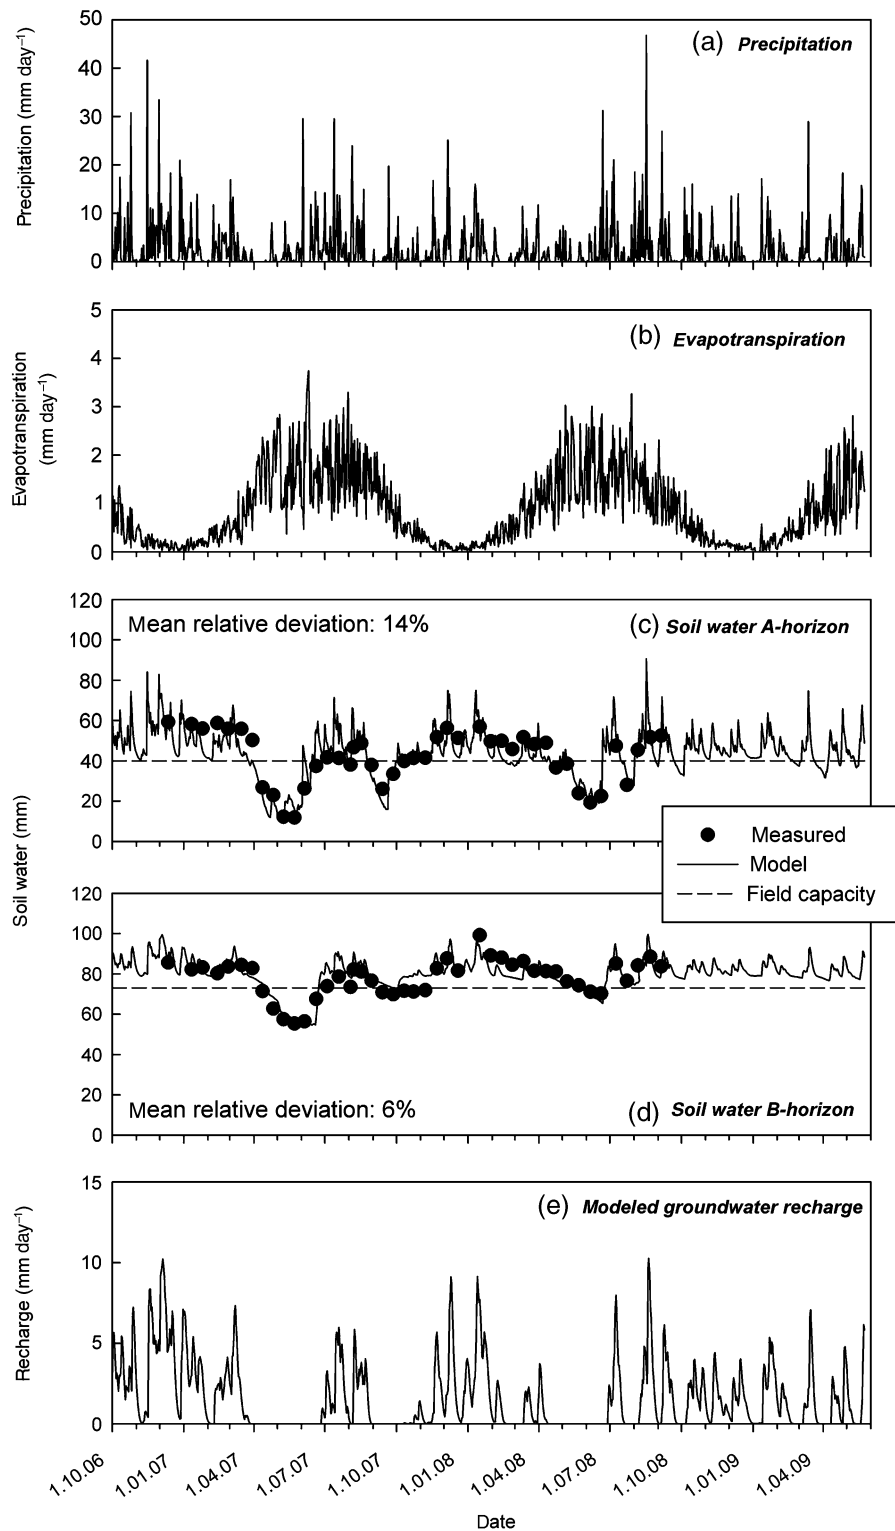 (a) Precipitation
Precipitation (mm day⁻¹)
50
40
30
20
10
0
(b) Evapotranspiration
Evapotranspiration
(mm day⁻¹)
5
4
3
2
1
0
Mean relative deviation: 14%
(c) Soil water A-horizon
120
100
80
60
40
20
0
Soil water (mm)
Measured
Model
Field capacity
120
100
80
60
40
20
0
Mean relative deviation: 6%
(d) Soil water B-horizon
(e) Modeled groundwater recharge
Recharge (mm day⁻¹)
15
10
5
0
1.10.06
1.01.07
1.04.07
1.07.07
1.10.07
1.01.08
1.04.08
1.07.08
1.10.08
1.01.09
1.04.09
Date